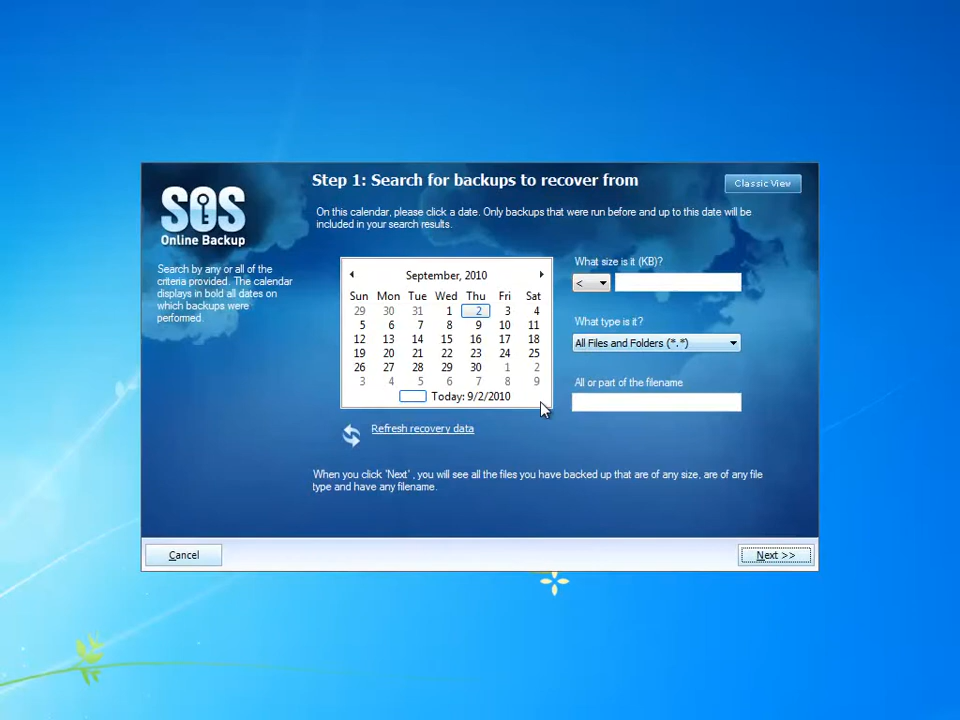 Step 1: Search for backups to recover from
Classic View
SOS
Online Backup
On this calendar, please click a date. Only backups that were run before and up to this date will be
included in your search results.
Search by any or all of the
criteria provided. The calendar
displays in bold all dates on
which backups were
performed.
September, 2010
Sun Mon Tue Wed Thu Fri Sat
29 30 31 1 2 3 4
5 6 7 8 9 10 11
12 13 14 15 16 17 18
19 20 21 22 23 24 25
26 27 28 29 30 1 2
3 4 5 6 7 8 9
Today: 9/2/2010
What size is it (KB)?
<
What type is it?
All Files and Folders (*.*)
All or part of the filename
Refresh recovery data
When you click 'Next' , you will see all the files you have backed up that are of any size, are of any file
type and have any filename.
Cancel
Next >>